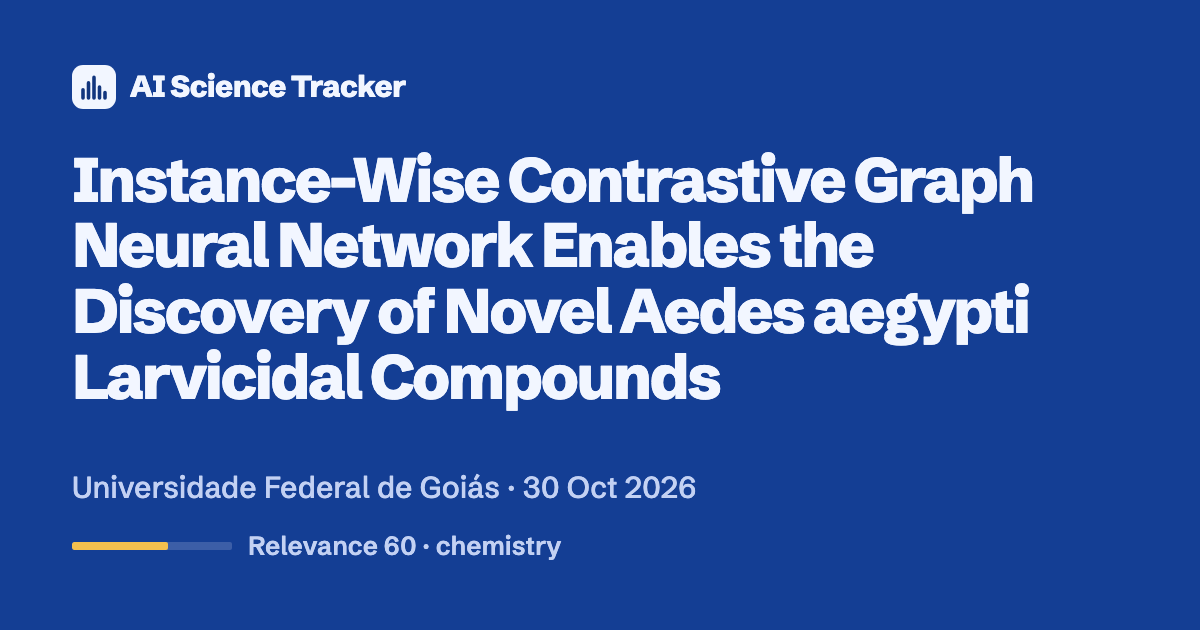 AI Science Tracker
Instance-Wise Contrastive Graph
Neural Network Enables the
Discovery of Novel Aedes aegypti
Larvicidal Compounds
Universidade Federal de Goiás · 30 Oct 2026
Relevance 60 · chemistry